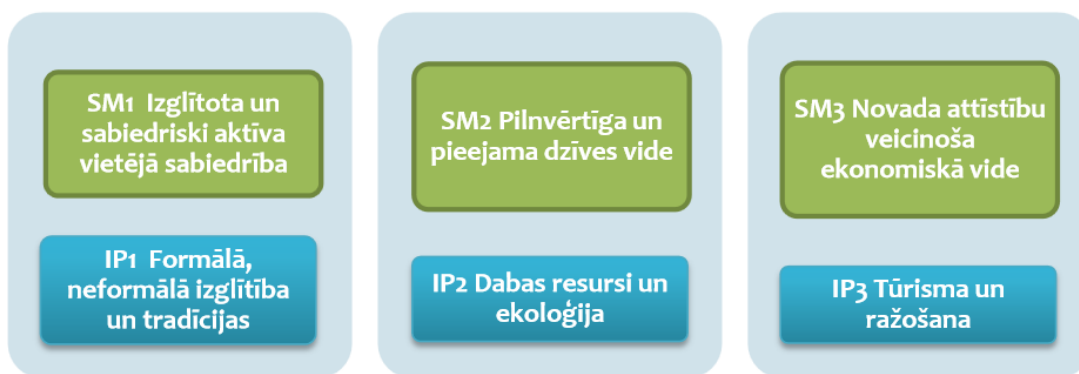 SM1 Izglītota un
sabiedriski aktīva
vietējā sabiedrība
IP1 Formālā,
neformālā izglītība
un tradīcijas
SM2 Pilnvērtīga un
pieejama dzīves vide
IP2 Dabas resursi un
ekoloģija
SM3 Novada attīstību
veicinoša
ekonomiskā vide
IP3 Tūrisma un
ražošana